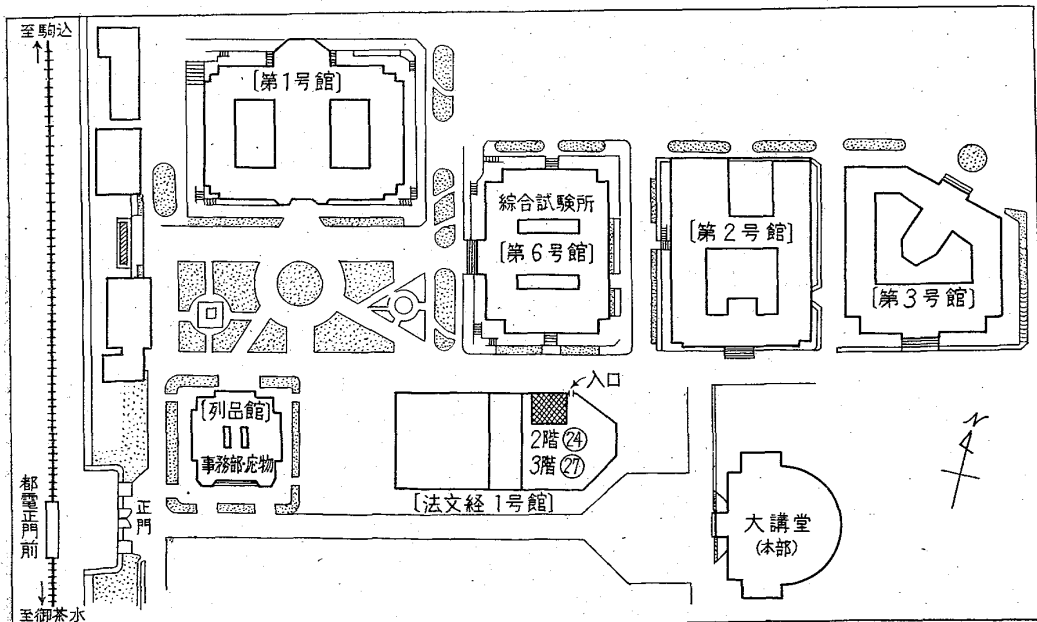 至駒込
[第1号館]
綜合試験所
[第6号館]
[第2号館]
[第3号館]
入口
2階㉔
3階㉗
[列品館]
事務部・応物
[法文経1号館]
大講堂
(本部)
N
都電正門前
正門
至御茶水